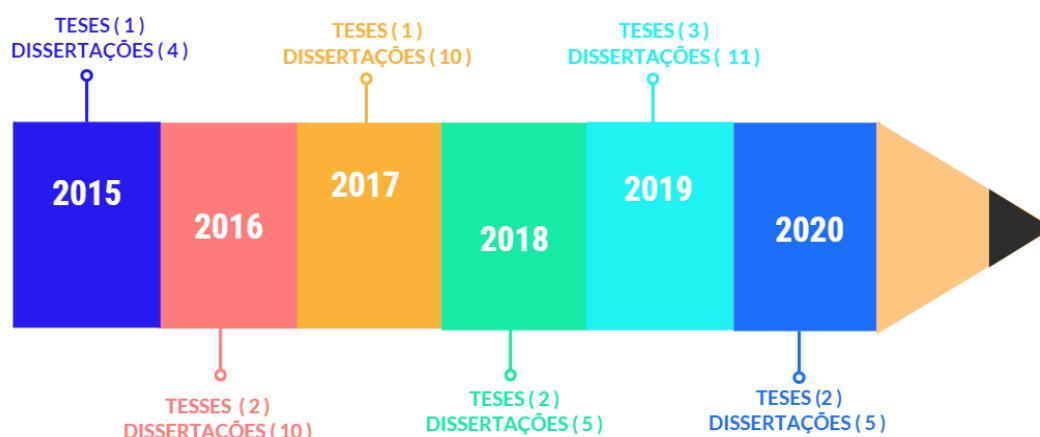 TESES ( 1 )
DISSERTAÇÕES ( 4 )
TESES ( 1 )
DISSERTAÇÕES ( 10 )
TESES ( 3 )
DISSERTAÇÕES ( 11 )
2015
2016
2017
2018
2019
2020
TESSES ( 2 )
DISSERTAÇÕES ( 10 )
TESES ( 2 )
DISSERTAÇÕES ( 5 )
TESES (2 )
DISSERTAÇÕES ( 5 )